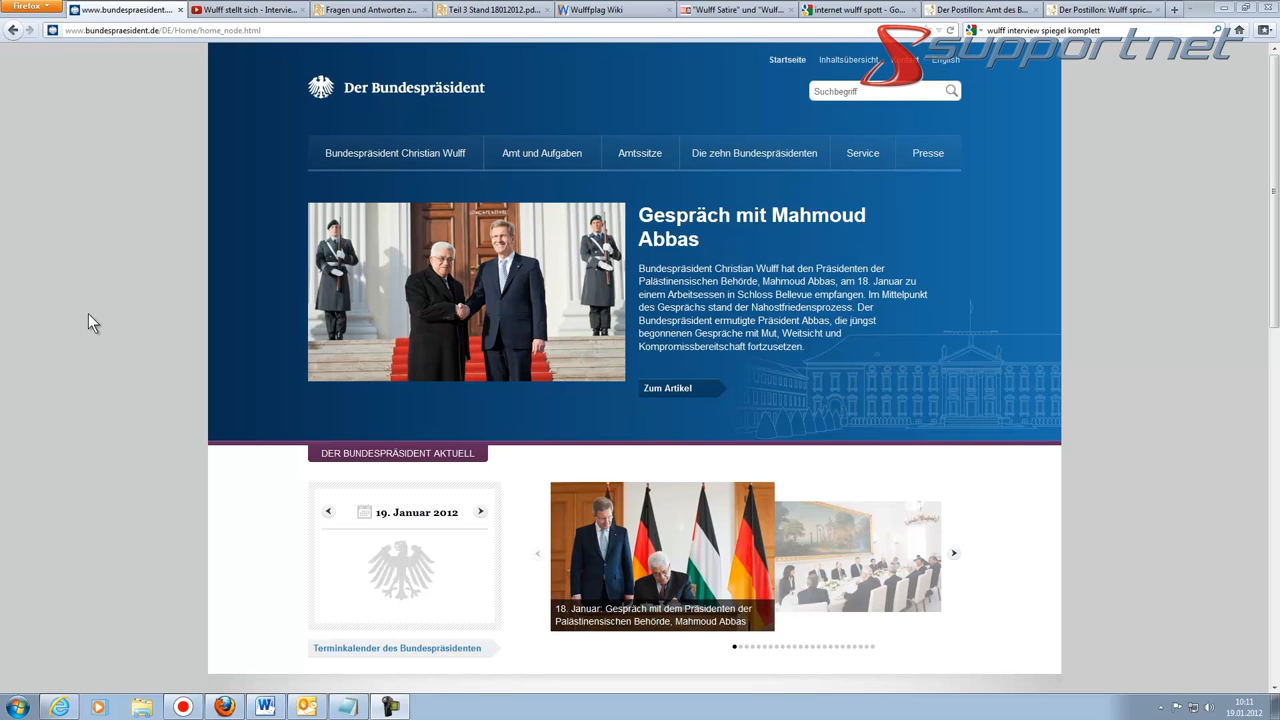 Firefox
www.bundespraesident....
Wulff stellt sich - Intervie...
Fragen und Antworten z...
Teil 3 Stand 18012012.pd...
Wulffplag Wiki
"Wulff Satire" und "Wulf...
internet wulff spott - Go...
Der Postillon: Amt des B...
Der Postillon: Wulff spric...
www.bundespraesident.de/DE/Home/home_node.html
wulff interview spiegel komplett
supportnet
Startseite Inhaltsübersicht Kontakt English
Der Bundespräsident
Suchbegriff
Bundespräsident Christian Wulff
Amt und Aufgaben
Amtssitze
Die zehn Bundespräsidenten
Service
Presse
Gespräch mit Mahmoud
Abbas
Bundespräsident Christian Wulff hat den Präsidenten der
Palästinensischen Behörde, Mahmoud Abbas, am 18. Januar zu
einem Arbeitsessen in Schloss Bellevue empfangen. Im Mittelpunkt
des Gesprächs stand der Nahostfriedensprozess. Der
Bundespräsident ermutigte Präsident Abbas, die jüngst
begonnenen Gespräche mit Mut, Weitsicht und
Kompromissbereitschaft fortzusetzen.
Zum Artikel
DER BUNDESPRÄSIDENT AKTUELL
19. Januar 2012
18. Januar: Gespräch mit dem Präsidenten der
Palästinensischen Behörde, Mahmoud Abbas
Terminkalender des Bundespräsidenten
10:11
19.01.2012